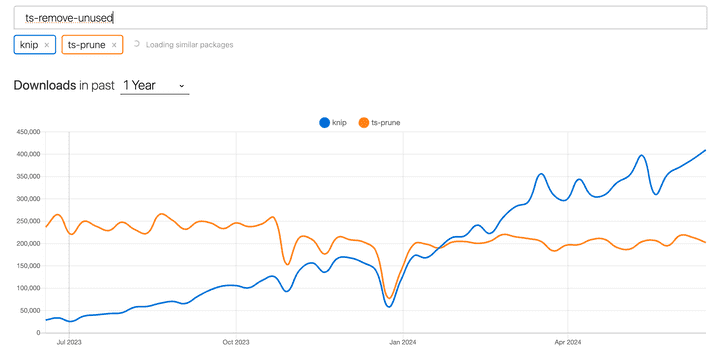 ts-remove-unused
knip × ts-prune × Loading similar packages
Downloads in past 1 Year
knip ts-prune
450,000
400,000
350,000
300,000
250,000
200,000
150,000
100,000
50,000
0
Jul 2023 Oct 2023 Jan 2024 Apr 2024